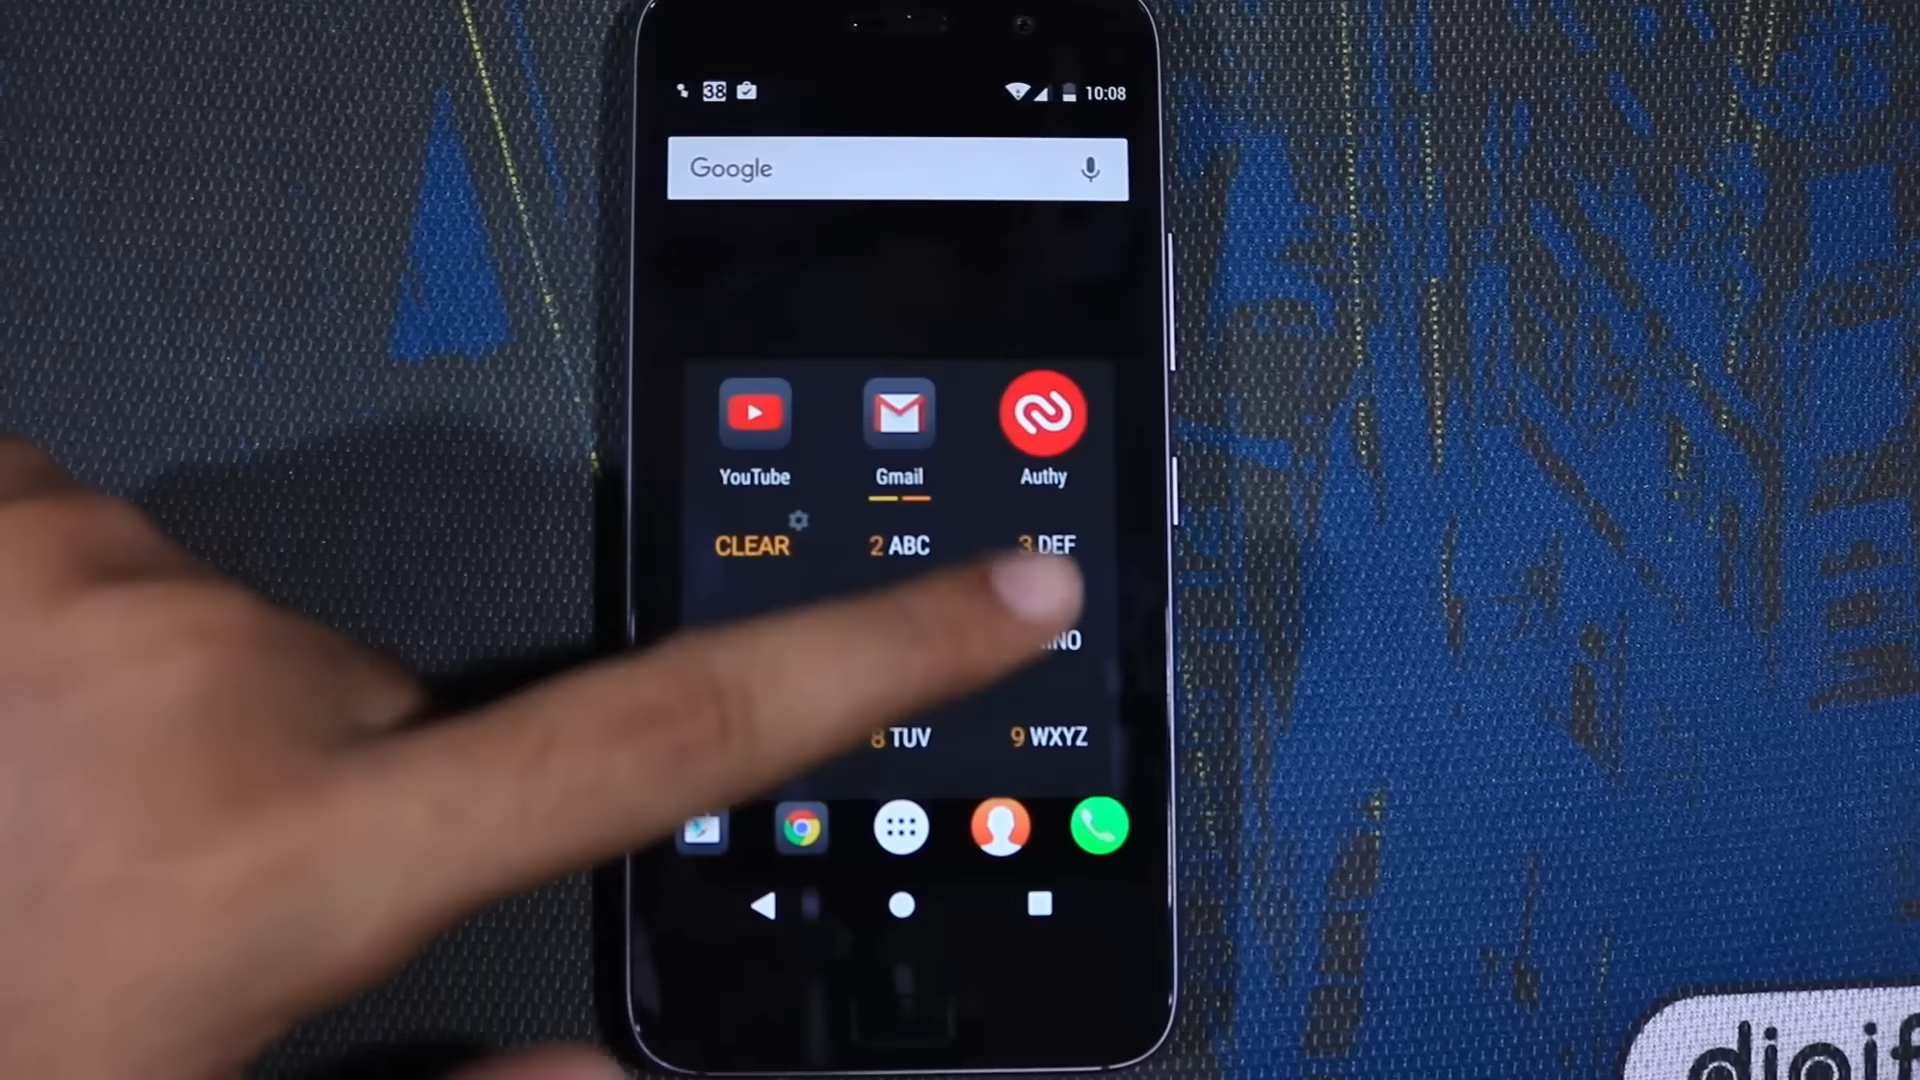 38 10:08
Google
YouTube Gmail Authy
CLEAR 2 ABC 3 DEF
8 TUV 9 WXYZ